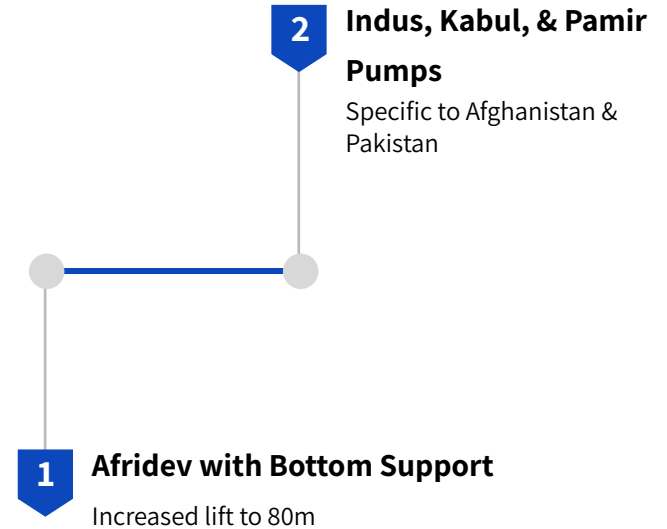 2
Indus, Kabul, & Pamir
Pumps
Specific to Afghanistan &
Pakistan
1
Afridev with Bottom Support
Increased lift to 80m